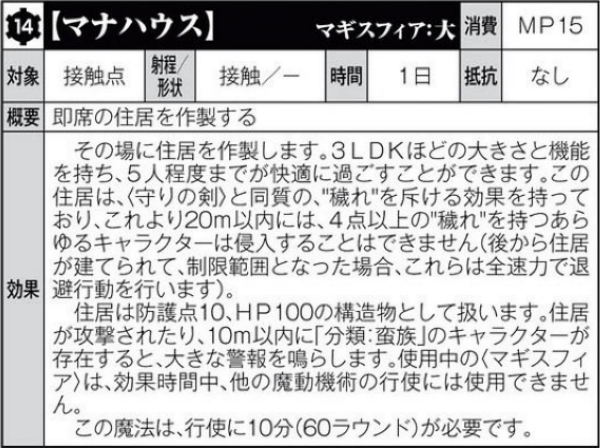 14 【マナハウス】 マギスフィア:大 消費 MP15
対象 接触点 射程/形状 接触/ー 時間 1日 抵抗 なし
概要 即席の住居を作製する
効果
その場に住居を作製します。3LDKほどの大きさと機能
を持ち、5人程度までが快適に過ごすことができます。この
住居は、〈守りの剣〉と同質の、"穢れ"を斥ける効果を持って
おり、これより20m以内には、4点以上の"穢れ"を持つあら
ゆるキャラクターは侵入することはできません(後から住居
が建てられて、制限範囲となった場合、これらは全速力で退
避行動を行います)。
住居は防護点10、HP100の構造物として扱います。住居
が攻撃されたり、10m以内に「分類:蛮族」のキャラクターが
存在すると、大きな警報を鳴らします。使用中の〈マギスフィ
ア〉は、効果時間中、他の魔動機術の行使には使用できませ
ん。
この魔法は、行使に10分(60ラウンド)が必要です。